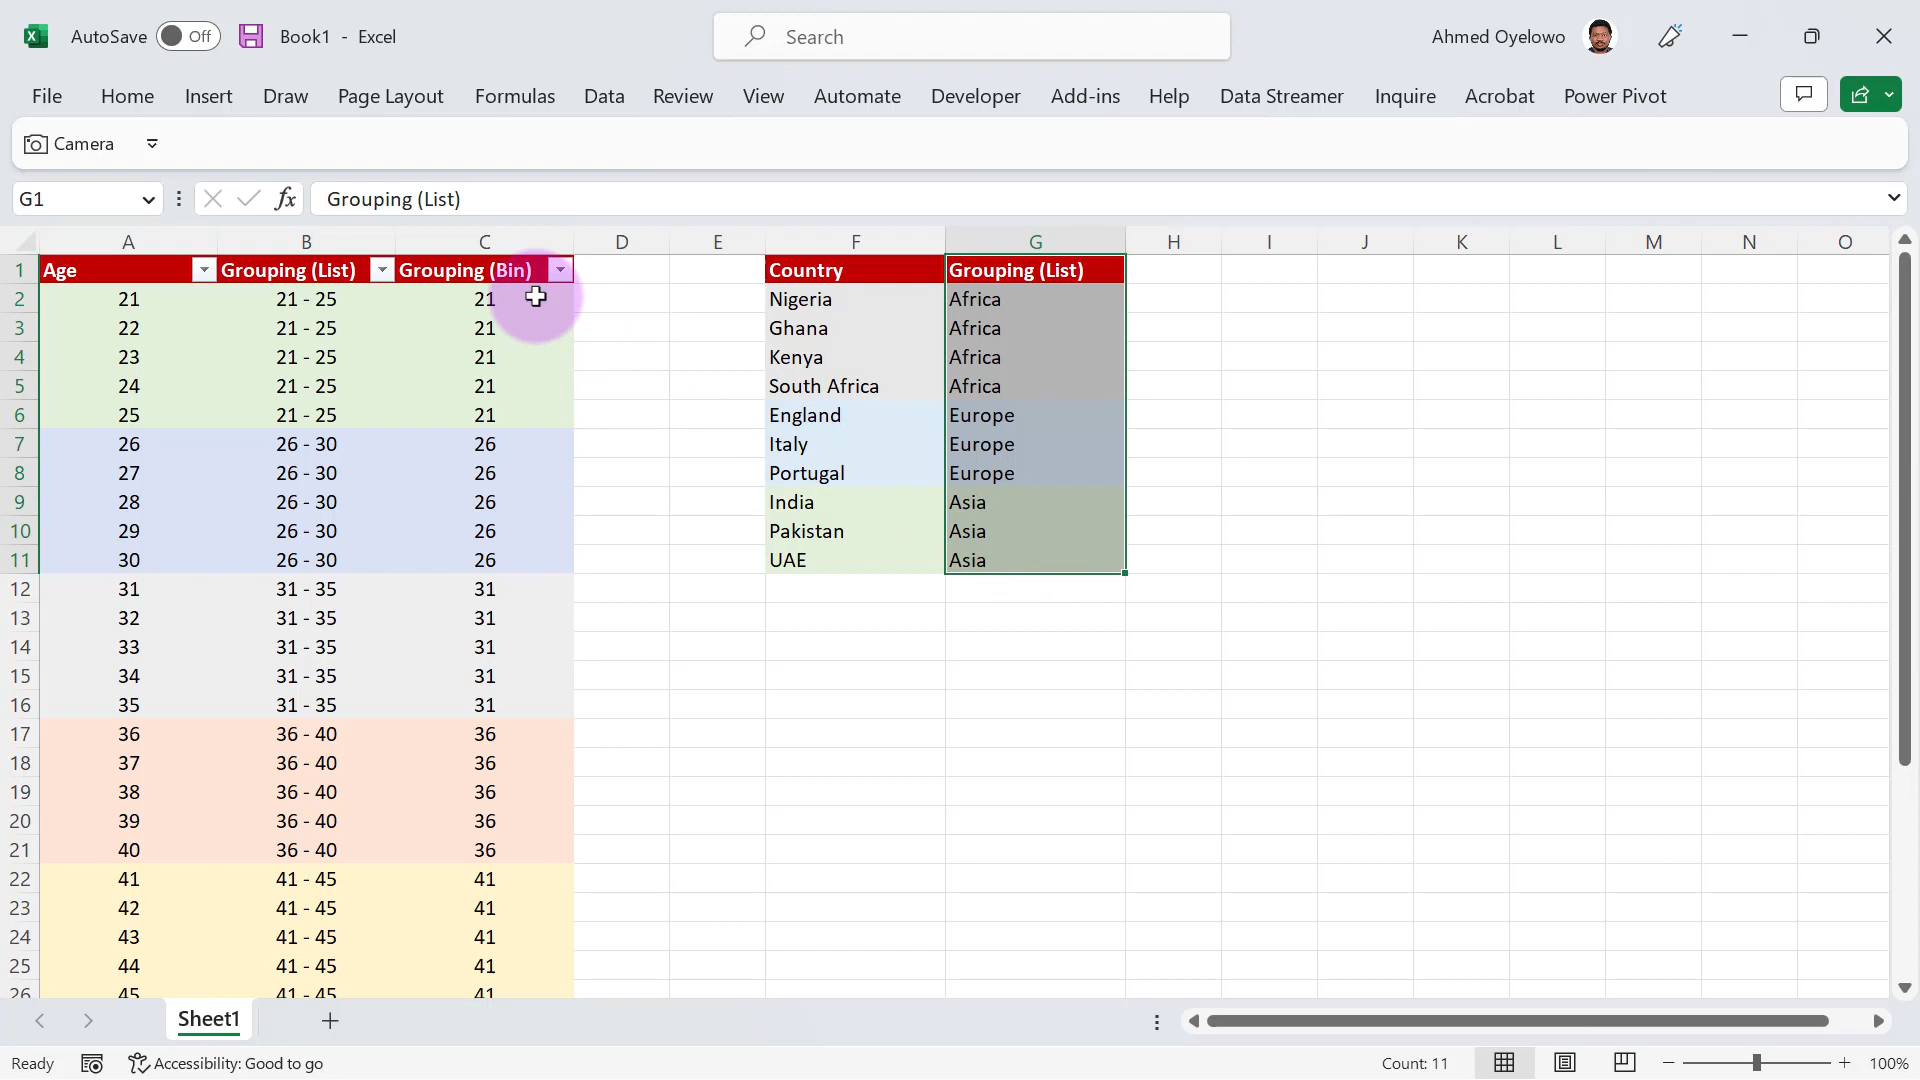 AutoSave Off Book1 - Excel Search Ahmed Oyelowo
File Home Insert Draw Page Layout Formulas Data Review View Automate Developer Add-ins Help Data Streamer Inquire Acrobat Power Pivot
Camera
G1 fx Grouping (List)
A B C D E F G H I J K L M N O
1 Age Grouping (List) Grouping (Bin) Country Grouping (List)
2 21 21 - 25 21 Nigeria Africa
3 22 21 - 25 21 Ghana Africa
4 23 21 - 25 21 Kenya Africa
5 24 21 - 25 21 South Africa Africa
6 25 21 - 25 21 England Europe
7 26 26 - 30 26 Italy Europe
8 27 26 - 30 26 Portugal Europe
9 28 26 - 30 26 India Asia
10 29 26 - 30 26 Pakistan Asia
11 30 26 - 30 26 UAE Asia
12 31 31 - 35 31
13 32 31 - 35 31
14 33 31 - 35 31
15 34 31 - 35 31
16 35 31 - 35 31
17 36 36 - 40 36
18 37 36 - 40 36
19 38 36 - 40 36
20 39 36 - 40 36
21 40 36 - 40 36
22 41 41 - 45 41
23 42 41 - 45 41
24 43 41 - 45 41
25 44 41 - 45 41
26 45 41 - 45 41
Sheet1
Ready Accessibility: Good to go Count: 11 100%